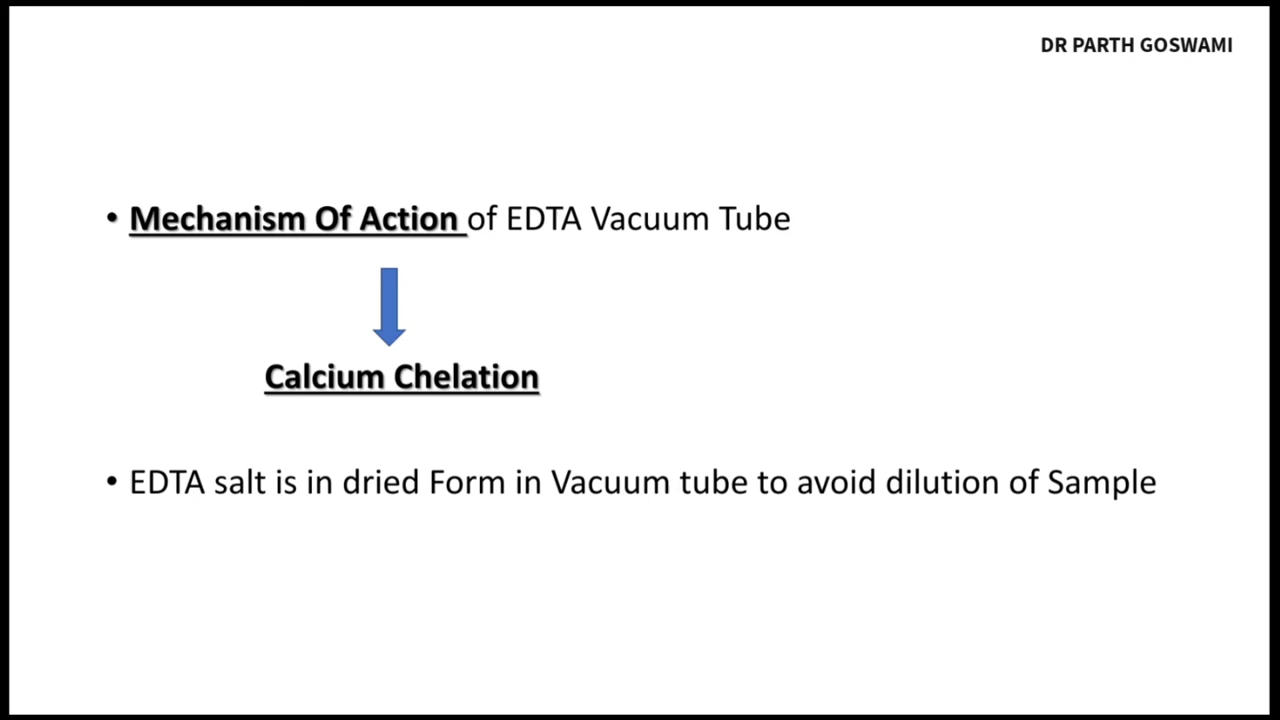 DR PARTH GOSWAMI
• Mechanism Of Action of EDTA Vacuum Tube
Calcium Chelation
• EDTA salt is in dried Form in Vacuum tube to avoid dilution of Sample